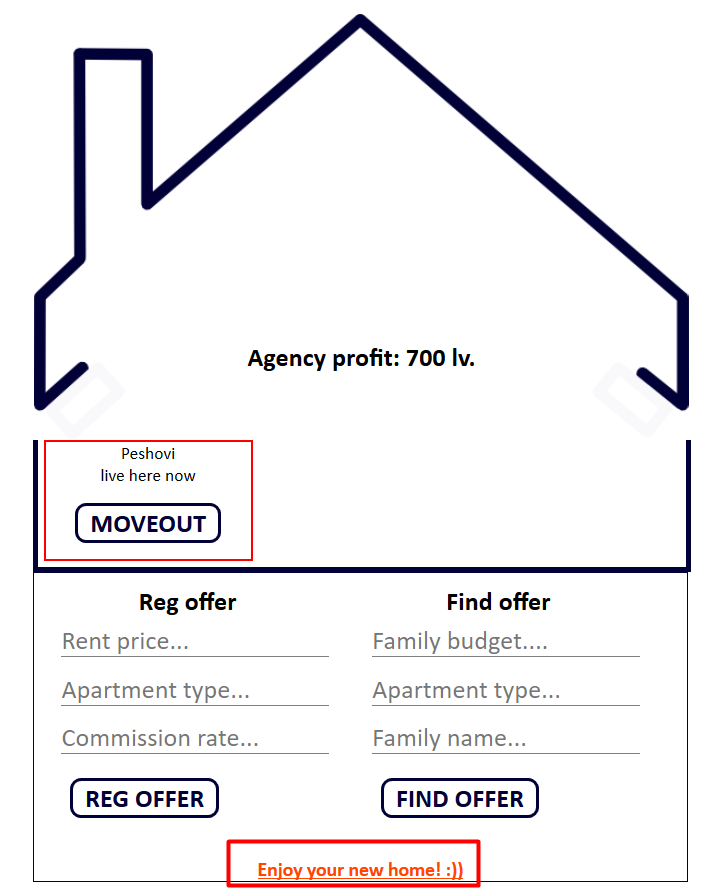 Agency profit: 700 lv.
Peshovi
live here now
MOVEOUT
Reg offer
Rent price...
Apartment type...
Commission rate...
REG OFFER
Find offer
Family budget....
Apartment type...
Family name...
FIND OFFER
Enjoy your new home! :))